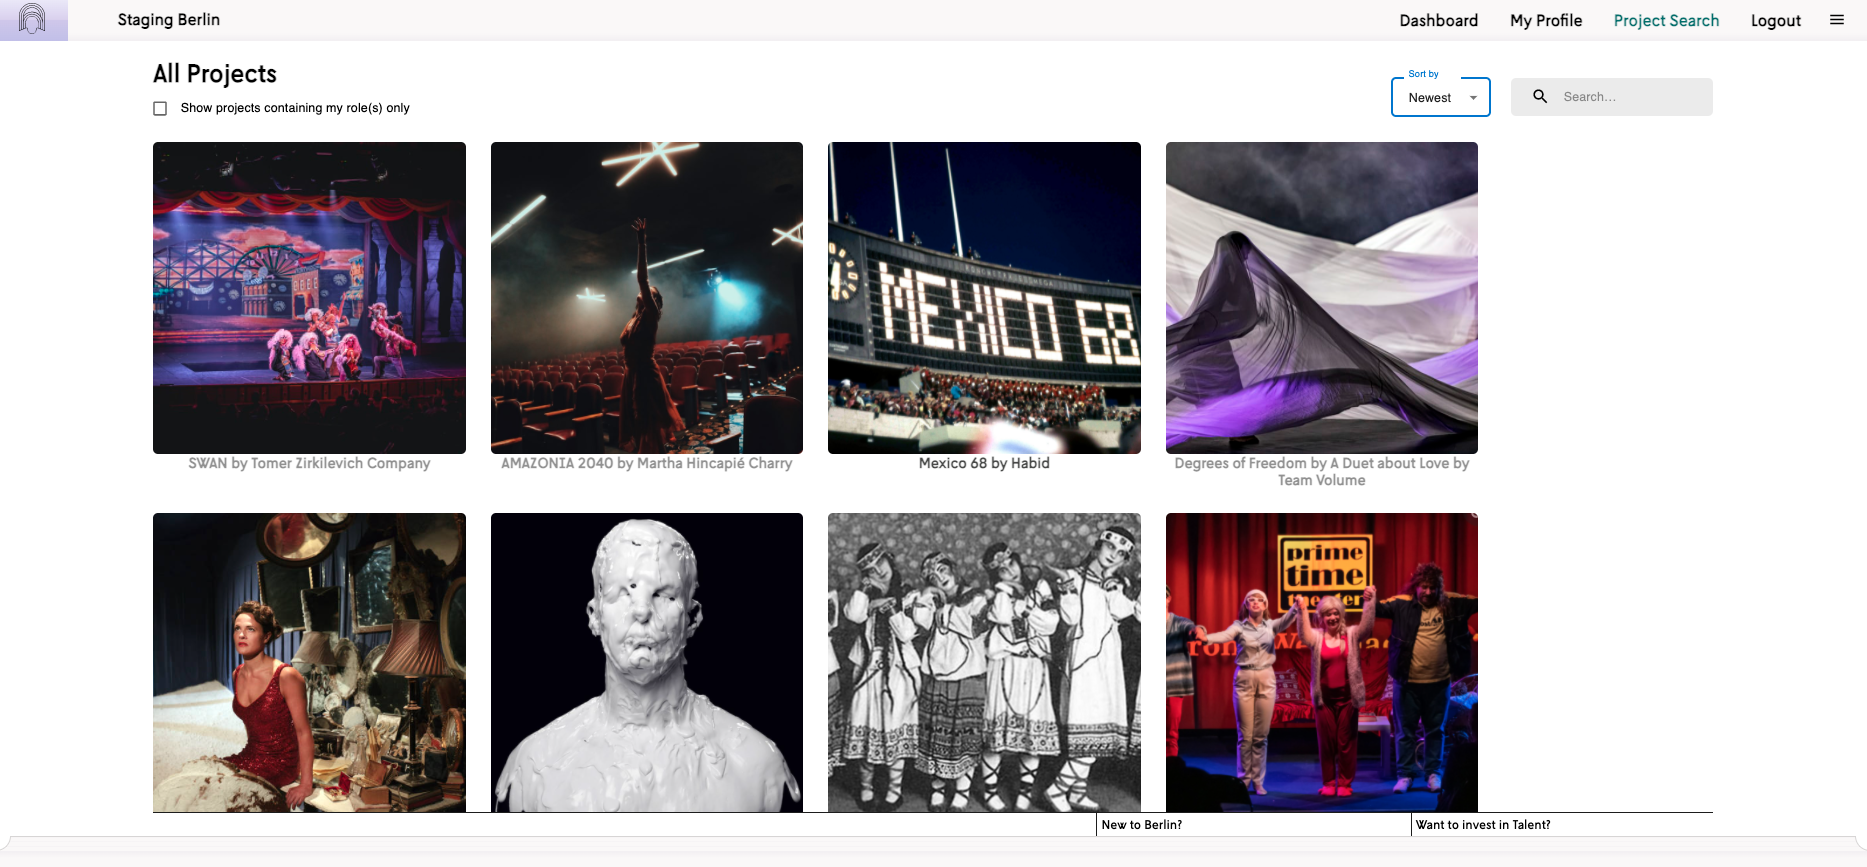 Staging Berlin
Dashboard
My Profile
Project Search
Logout
All Projects
Show projects containing my role(s) only
Sort by
Newest
Search...
MEXICO 68
SWAN by Tomer Zirkilevich Company
AMAZONIA 2040 by Martha Hincapié Charry
Mexico 68 by Habid
Degrees of Freedom by A Duet about Love by
Team Volume
prime
time
theater
New to Berlin?
Want to invest in Talent?